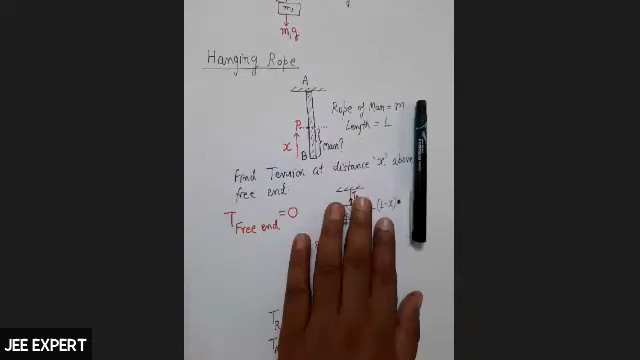 m₁
m₁g
Hanging Rope
A
Rope of Mass = m
P
Length = L
x
Mass?
B
Find Tension at distance 'x' above
free end.
T Free end = 0
(L-x)
T
T
JEE EXPERT